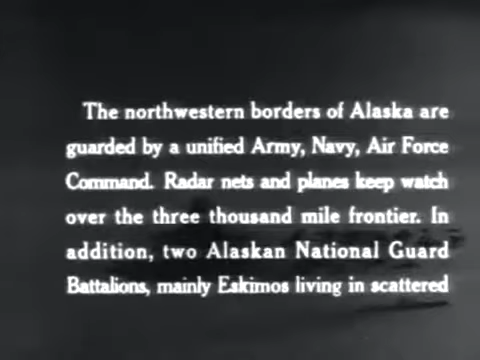 The northwestern borders of Alaska are
guarded by a unified Army, Navy, Air Force
Command. Radar nets and planes keep watch
over the three thousand mile frontier. In
addition, two Alaskan National Guard
Battalions, mainly Eskimos living in scattered